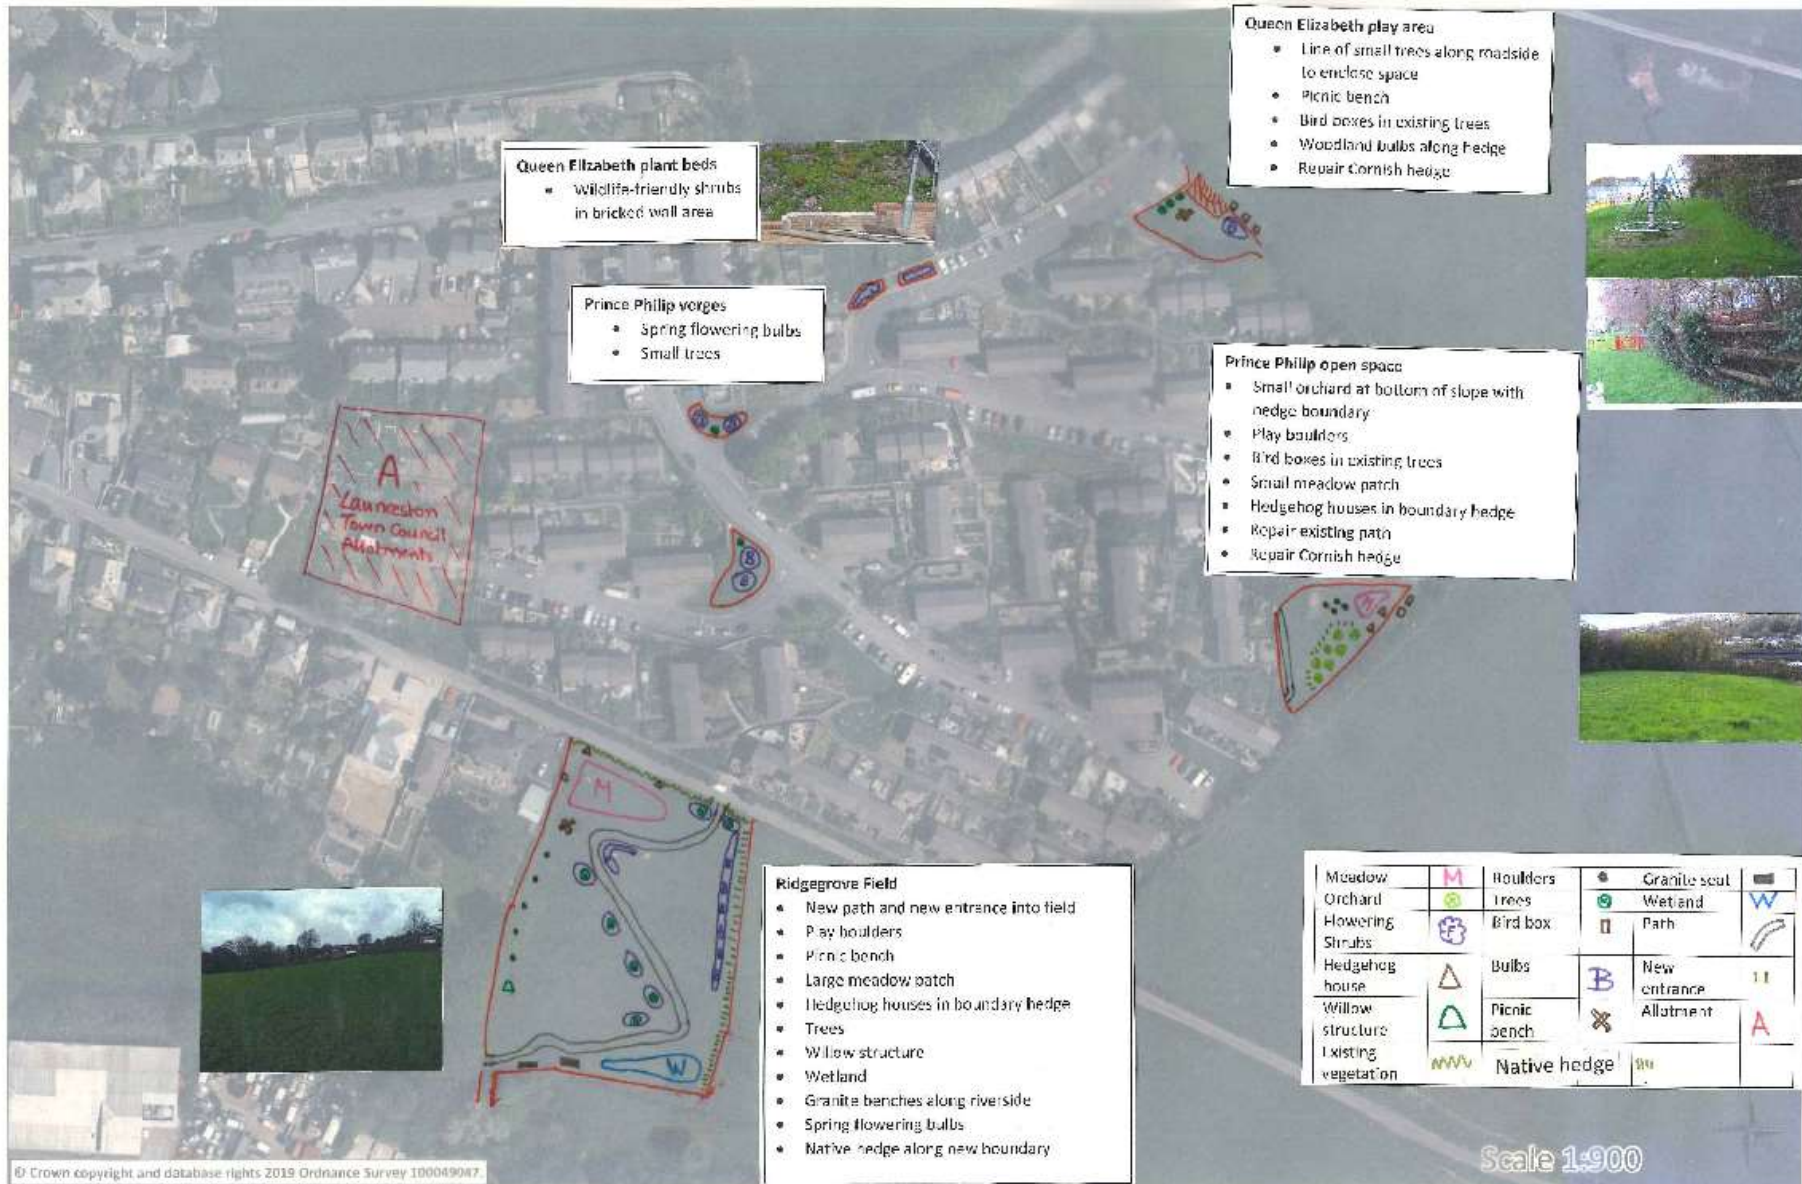 Queen Elizabeth play area
• Line of small trees along roadside
to enclose space
• Picnic bench
• Bird boxes in existing trees
• Woodland bulbs along hedge
• Repair Cornish hedge
Queen Elizabeth plant beds
• Wildlife-friendly shrubs
in bricked wall area
Prince Philip verges
• Spring flowering bulbs
• Small trees
Prince Philip open space
• Small orchard at bottom of slope with
hedge boundary
• Play boulders
• Bird boxes in existing trees
• Small meadow patch
• Hedgehog houses in boundary hedge
• Repair existing path
• Repair Cornish hedge
A
Launceston
Town Council
Allotments
B
B
M
M
W
Ridgegrove Field
• New path and new entrance into field
• Play boulders
• Picnic bench
• Large meadow patch
• Hedgehog houses in boundary hedge
• Trees
• Willow structure
• Wetland
• Granite benches along riverside
• Spring flowering bulbs
• Native hedge along new boundary
Meadow M Boulders Granite seat
Orchard Trees Wetland W
Flowering
Shrubs F Bird box Path
Hedgehog
house Bulbs B New
entrance
Willow
structure Picnic
bench Allotment A
Existing
vegetation Native hedge
Scale 1:900
© Crown copyright and database rights 2019 Ordnance Survey 100049047.